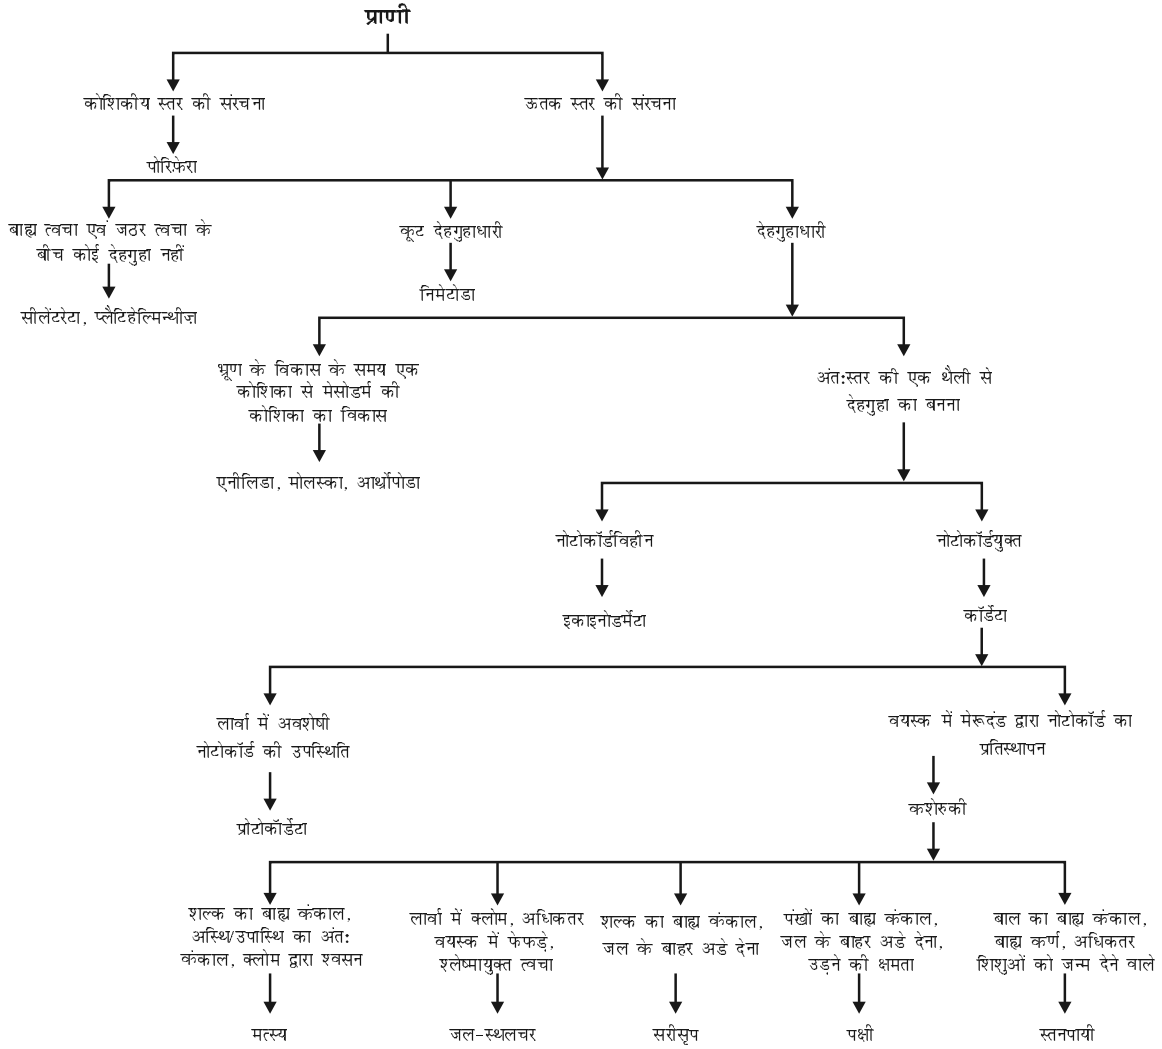 प्राणी
कोशिकीय स्तर की संरचना
ऊतक स्तर की संरचना
पोरिफ़ेरा
बाह्य त्वचा एवं जठर त्वचा के
बीच कोई देहगुहा नहीं
कूट देहगुहाधारी
देहगुहाधारी
निमेटोडा
सीलेंटरेटा, प्लैटिहेल्मिन्थीज़
भ्रूण के विकास के समय एक
कोशिका से मेसोडर्म की
कोशिका का विकास
अंत:स्तर की एक थैली से
देहगुहा का बनना
एनीलिडा, मोलस्का, आर्थ्रोपोडा
नोटोकॉर्डविहीन
नोटोकॉर्डयुक्त
इकाइनोडर्मेटा
कॉर्डेटा
लार्वा में अवशेषी
नोटोकॉर्ड की उपस्थिति
वयस्क में मेरूदंड द्वारा नोटोकॉर्ड का
प्रतिस्थापन
प्रोटोकॉर्डेटा
कशेरुकी
शल्क का बाह्य कंकाल,
अस्थि/उपास्थि का अंत:
कंकाल, क्लोम द्वारा श्वसन
लार्वा में क्लोम, अधिकतर
वयस्क में फेफड़े,
श्लेष्मायुक्त त्वचा
शल्क का बाह्य कंकाल,
जल के बाहर अडे देना
पंखों का बाह्य कंकाल,
जल के बाहर अडे देना,
उड़ने की क्षमता
बाल का बाह्य कंकाल,
बाह्य कर्ण, अधिकतर
शिशुओं को जन्म देने वाले
मत्स्य
जल-स्थलचर
सरीसृप
पक्षी
स्तनपायी